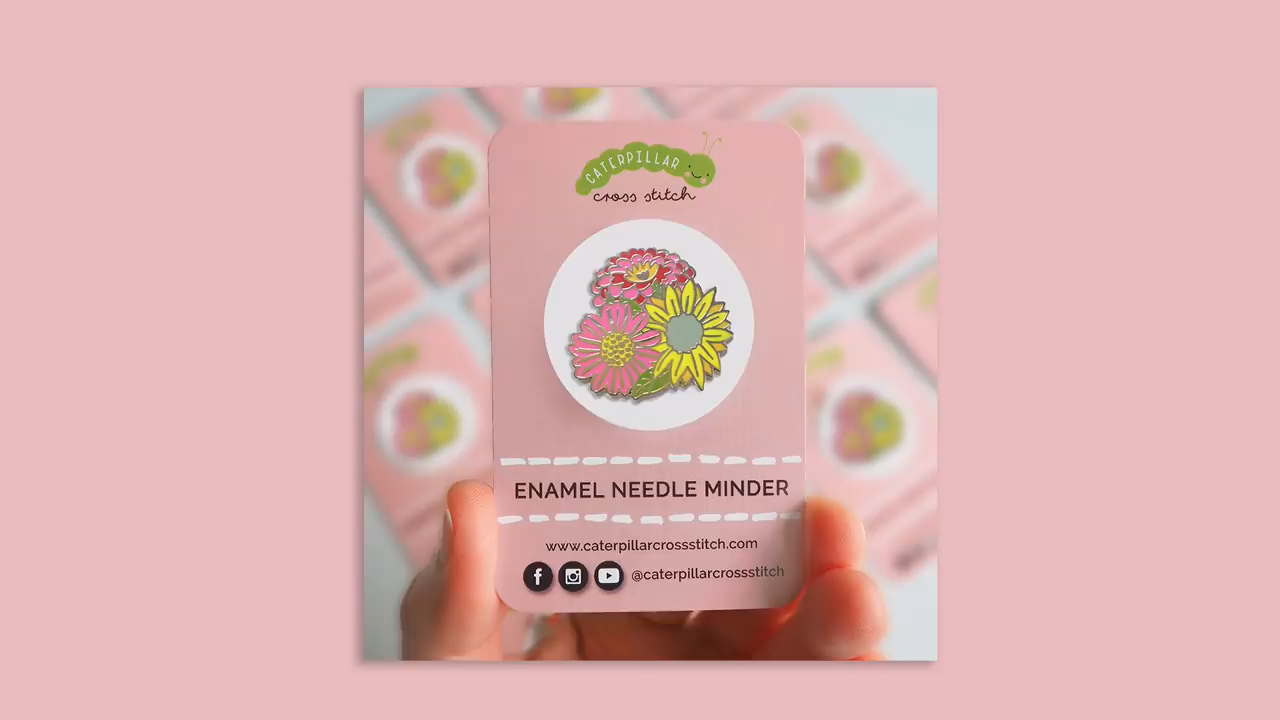 CATERPILLAR
cross stitch
ENAMEL NEEDLE MINDER
www.caterpillarcrossstitch.com
@caterpillarcrossstitch